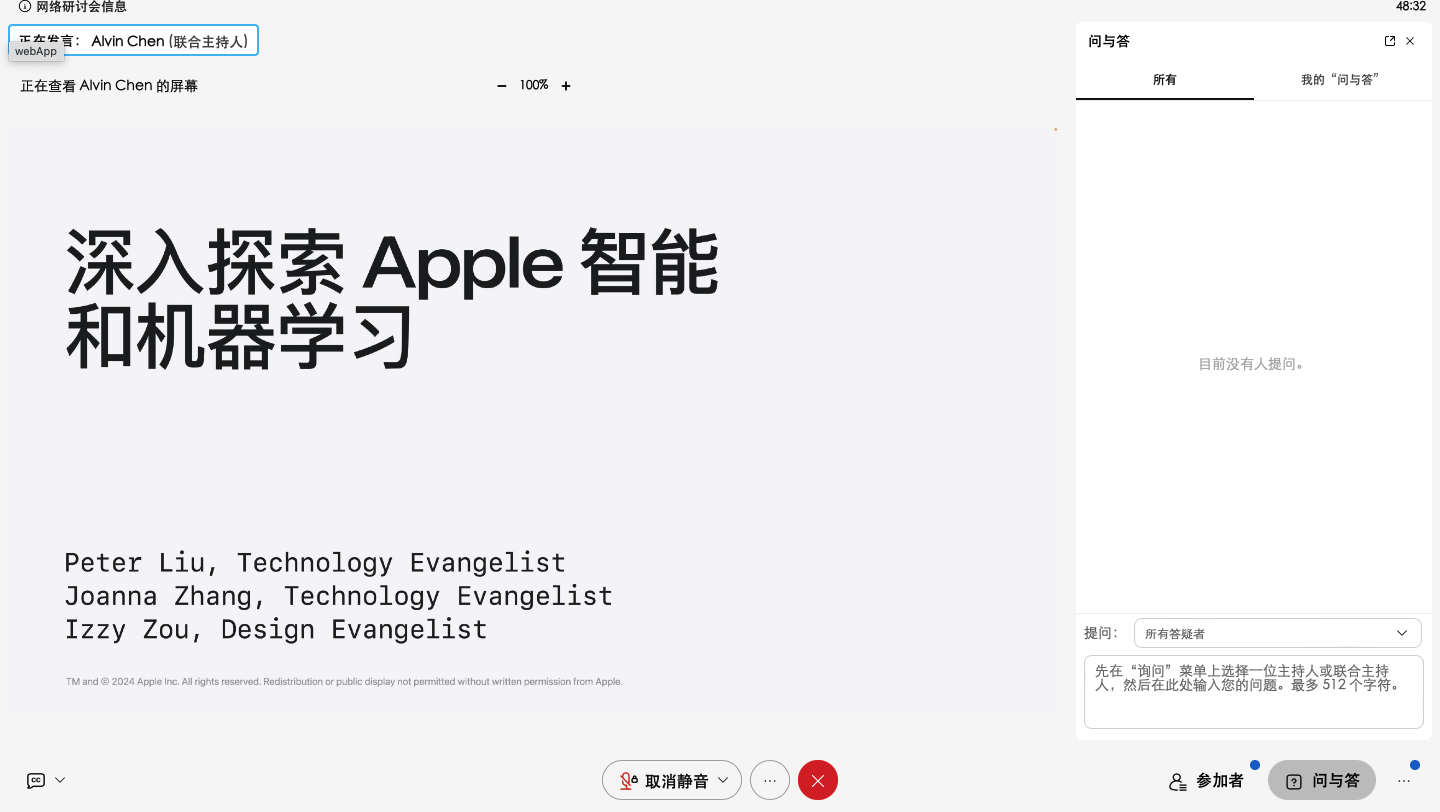 网络研讨会信息
48:32
正在发言： Alvin Chen (联合主持人)
webApp
正在查看 Alvin Chen 的屏幕
100%
深入探索 Apple 智能
和机器学习
Peter Liu, Technology Evangelist
Joanna Zhang, Technology Evangelist
Izzy Zou, Design Evangelist
TM and © 2024 Apple Inc. All rights reserved. Redistribution or public display not permitted without written permission from Apple.
问与答
所有
我的“问与答”
目前没有人提问。
提问：
所有答疑者
先在“询问”菜单上选择一位主持人或联合主持
人，然后在此处输入您的问题。最多 512 个字符。
CC
取消静音
参加者
问与答